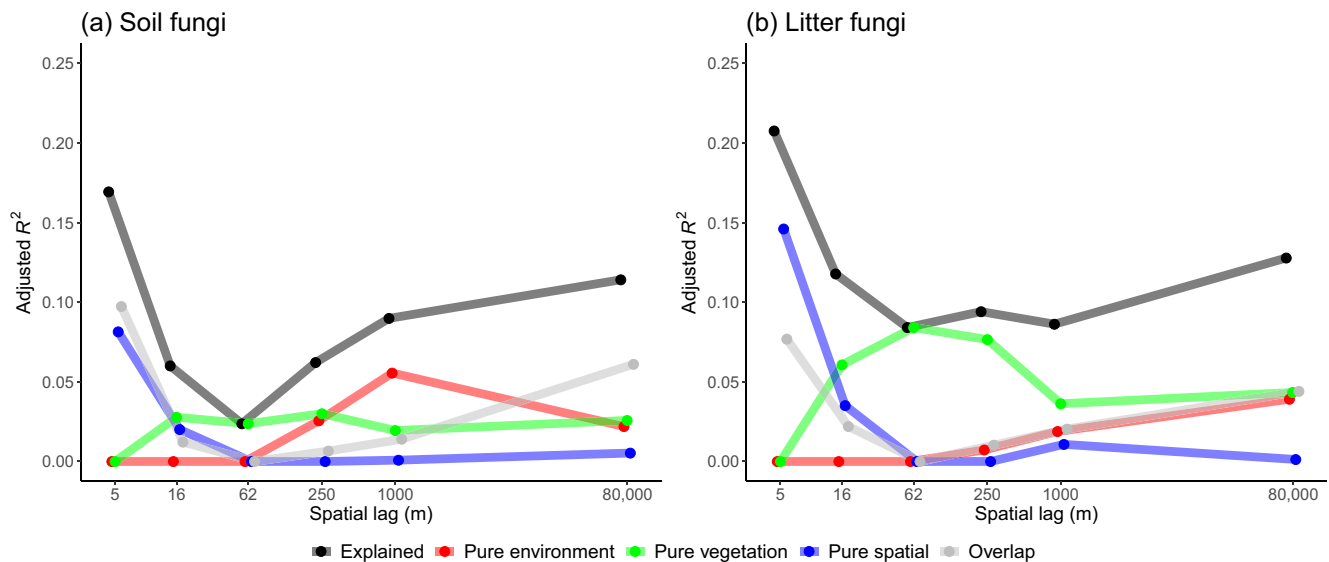 (a) Soil fungi
(b) Litter fungi
0.25
0.20
0.15
0.10
0.05
0.00
Adjusted R²
5 16 62 250 1000 80,000
Spatial lag (m)
0.25
0.20
0.15
0.10
0.05
0.00
Adjusted R²
5 16 62 250 1000 80,000
Spatial lag (m)
Explained Pure environment Pure vegetation Pure spatial Overlap